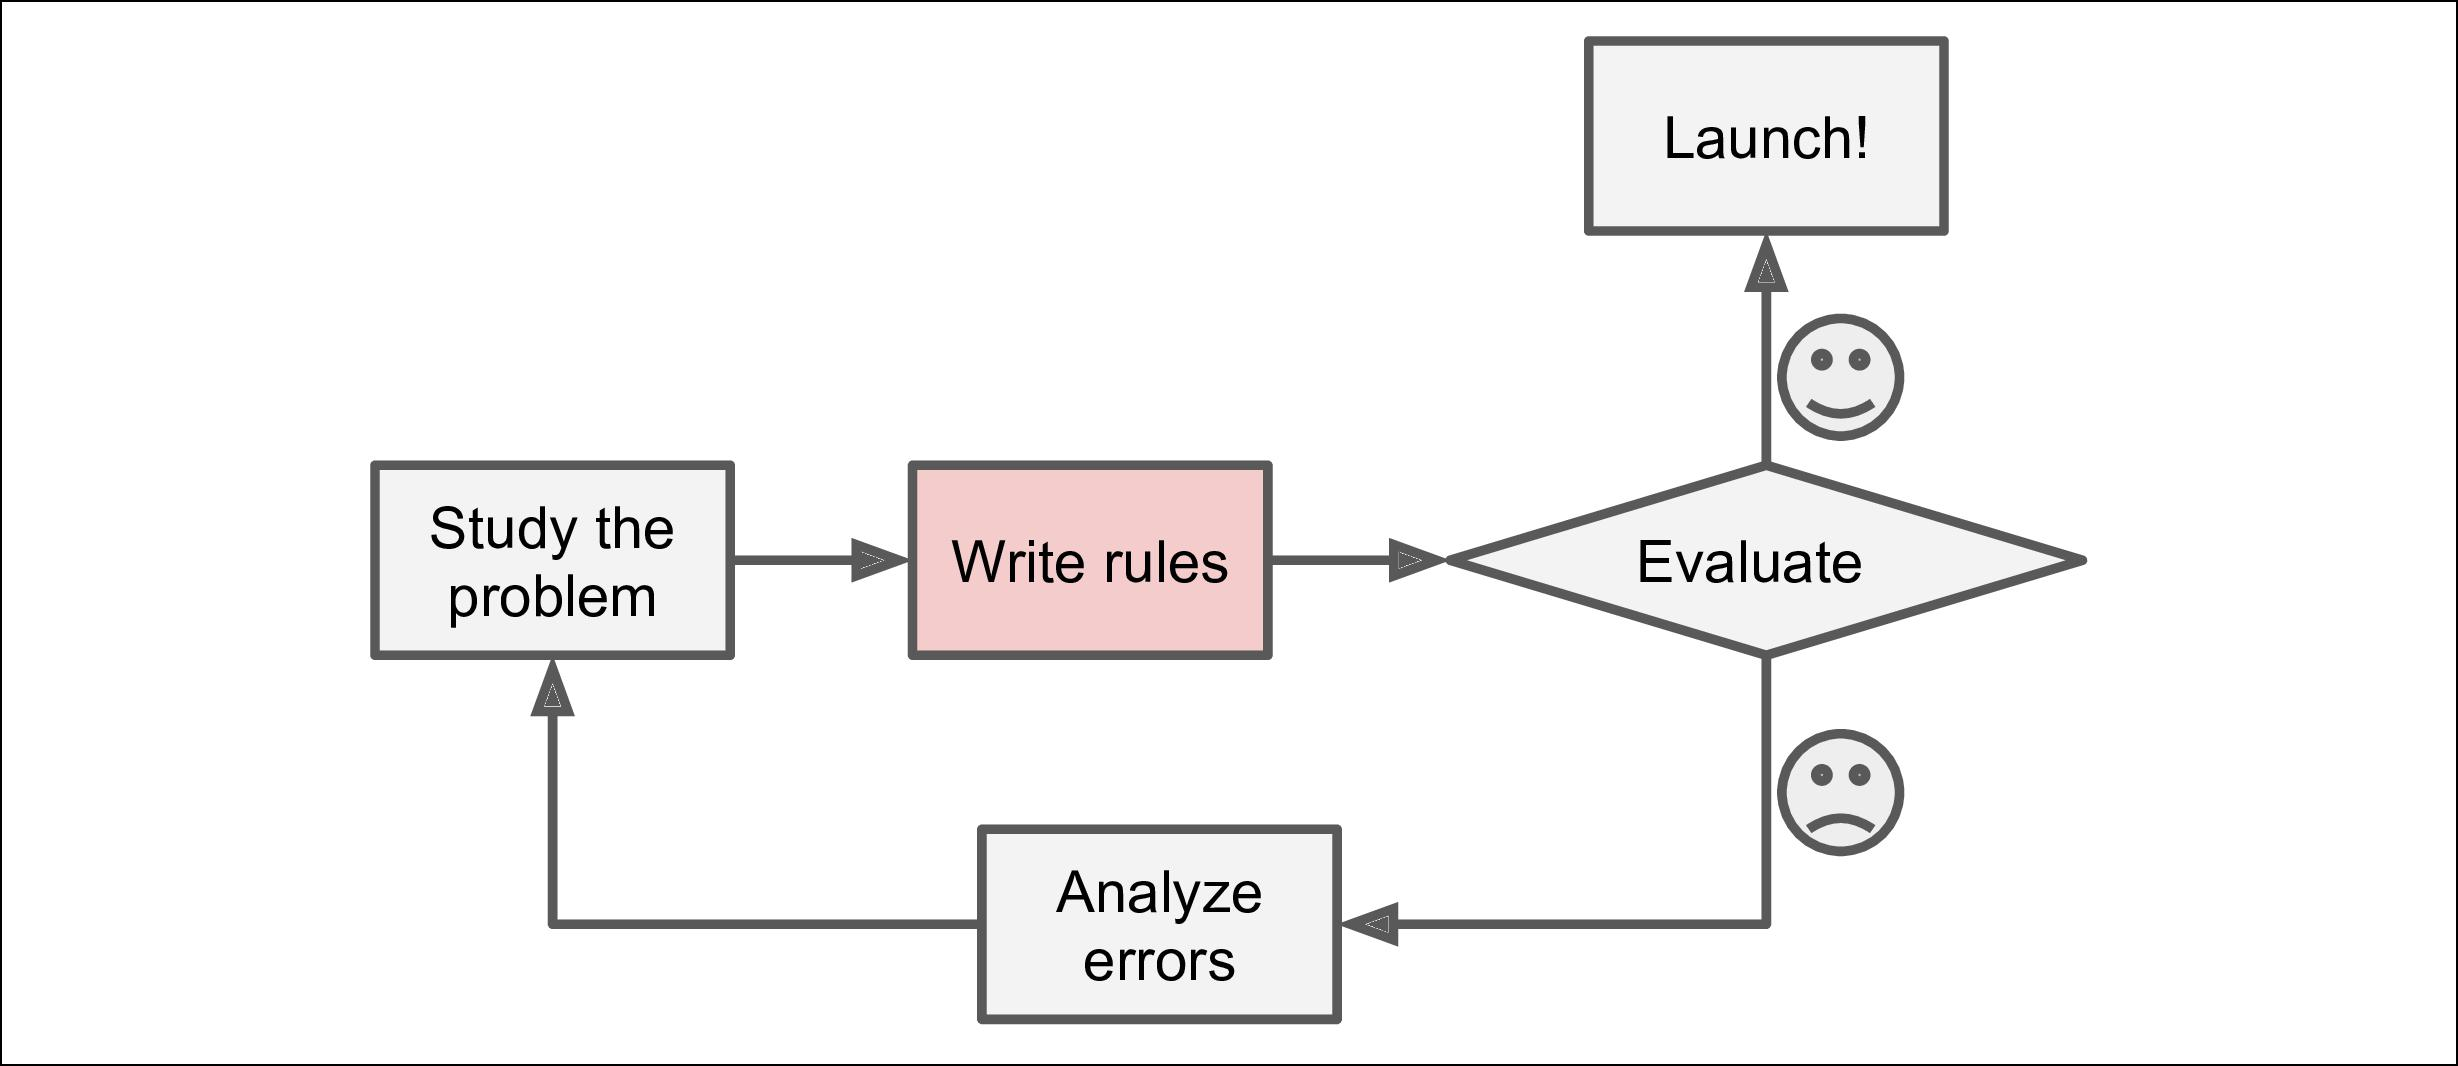 Launch!
Study the
problem
Write rules
Evaluate
Analyze
errors